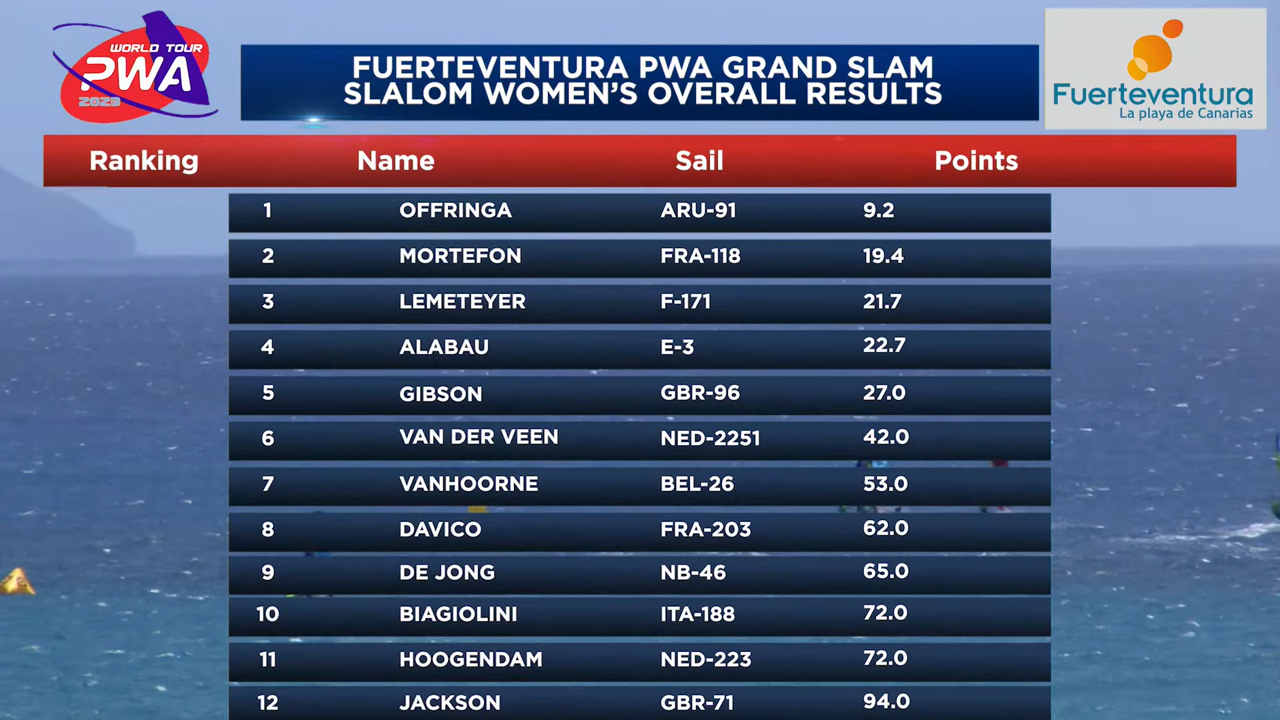 WORLD TOUR
PWA
2023
FUERTEVENTURA PWA GRAND SLAM
SLALOM WOMEN'S OVERALL RESULTS
Fuerteventura
La playa de Canarias
Ranking Name Sail Points
1 OFFRINGA ARU-91 9.2
2 MORTEFON FRA-118 19.4
3 LEMETEYER F-171 21.7
4 ALABAU E-3 22.7
5 GIBSON GBR-96 27.0
6 VAN DER VEEN NED-2251 42.0
7 VANHOORNE BEL-26 53.0
8 DAVICO FRA-203 62.0
9 DE JONG NB-46 65.0
10 BIAGIOLINI ITA-188 72.0
11 HOOGENDAM NED-223 72.0
12 JACKSON GBR-71 94.0